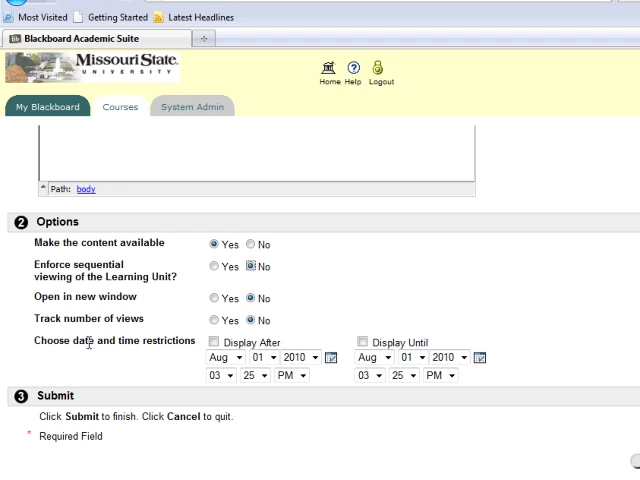 Most Visited Getting Started Latest Headlines
Blackboard Academic Suite
Missouri State
UNIVERSITY
Home Help Logout
My Blackboard Courses System Admin
Path: body
2 Options
Make the content available Yes No
Enforce sequential
viewing of the Learning Unit? Yes No
Open in new window Yes No
Track number of views Yes No
Choose date and time restrictions Display After Display Until
Aug 01 2010 Aug 01 2010
03 25 PM 03 25 PM
3 Submit
Click Submit to finish. Click Cancel to quit.
* Required Field